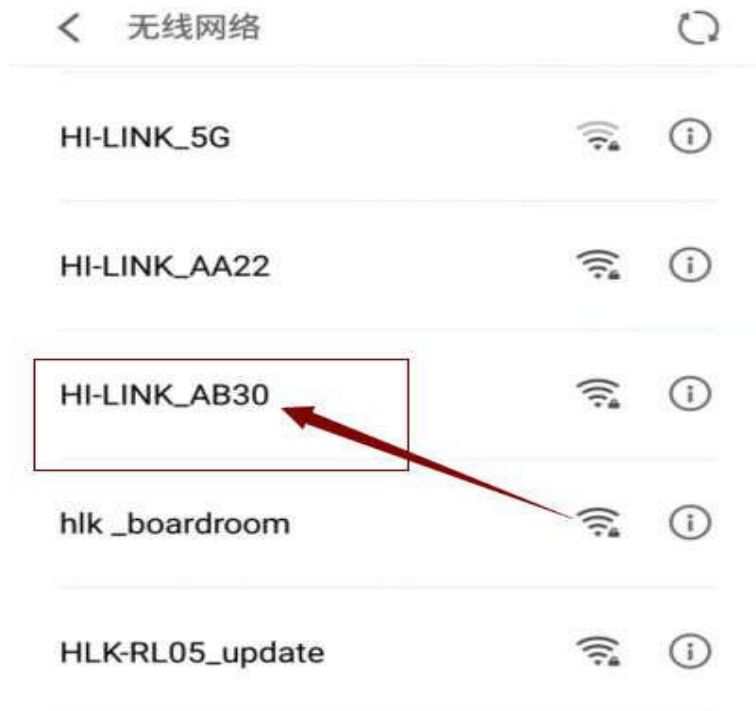 无线网络
HI-LINK_5G
HI-LINK_AA22
HI-LINK_AB30
hlk _boardroom
HLK-RL05_update